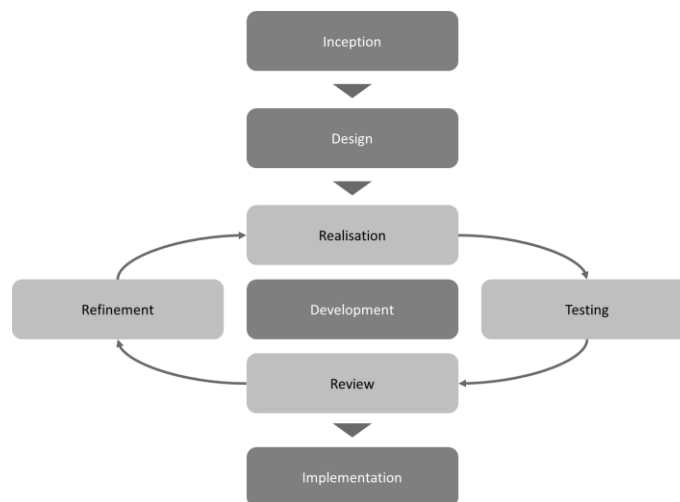 Inception
Design
Realisation
Refinement
Development
Testing
Review
Implementation